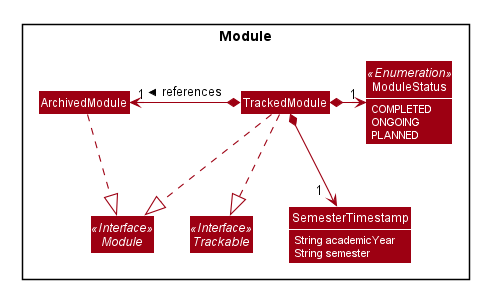 Module
«Enumeration»
ModuleStatus
COMPLETED
ONGOING
PLANNED
ArchivedModule
1
◄ references
TrackedModule
1
1
«Interface»
Module
«Interface»
Trackable
SemesterTimestamp
String academicYear
String semester